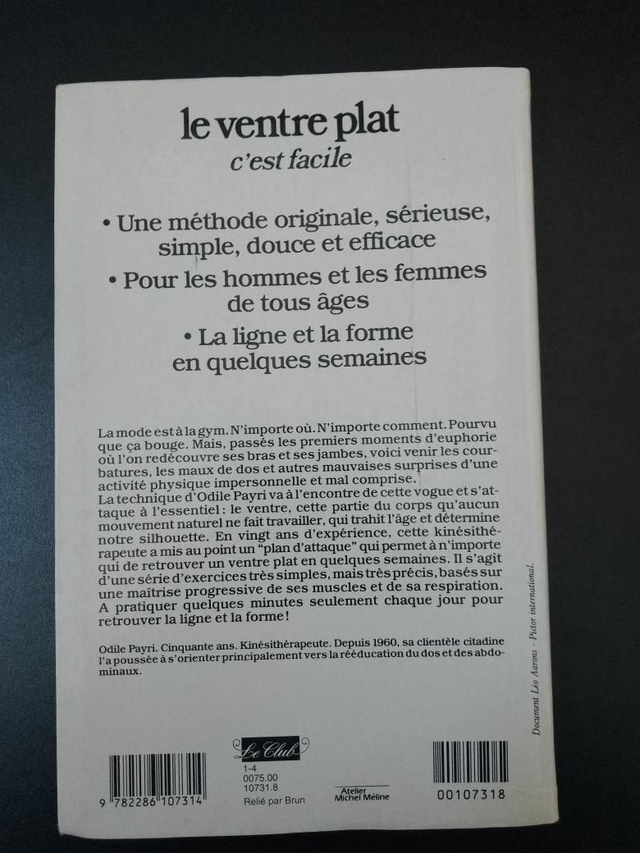 le ventre plat
c'est facile
• Une méthode originale, sérieuse,
simple, douce et efficace
• Pour les hommes et les femmes
de tous âges
• La ligne et la forme
en quelques semaines
La mode est à la gym. N'importe où. N'importe comment. Pourvu
que ça bouge. Mais, passés les premiers moments d'euphorie
où l'on redécouvre ses bras et ses jambes, voici venir les cour-
batures, les maux de dos et autres mauvaises surprises d'une
activité physique impersonnelle et mal comprise.
La technique d'Odile Payri va à l'encontre de cette vogue et s'at-
taque à l'essentiel : le ventre, cette partie du corps qu'aucun
mouvement naturel ne fait travailler, qui trahit l'âge et détermine
notre silhouette. En vingt ans d'expérience, cette kinésithé-
rapeute a mis au point un "plan d'attaque" qui permet à n'importe
qui de retrouver un ventre plat en quelques semaines. Il s'agit
d'une série d'exercices très simples, mais très précis, basés sur
une maîtrise progressive de ses muscles et de sa respiration.
A pratiquer quelques minutes seulement chaque jour pour
retrouver la ligne et la forme !
Odile Payri. Cinquante ans. Kinésithérapeute. Depuis 1960, sa clientèle citadine
l'a poussée à s'orienter principalement vers la rééducation du dos et des abdo-
minaux.
Document Léo Aarons - Pictor international.
Le Club
1-4
0075.00
10731.8
Relié par Brun
Atelier
Michel Méline
9 782286 107314
00107318